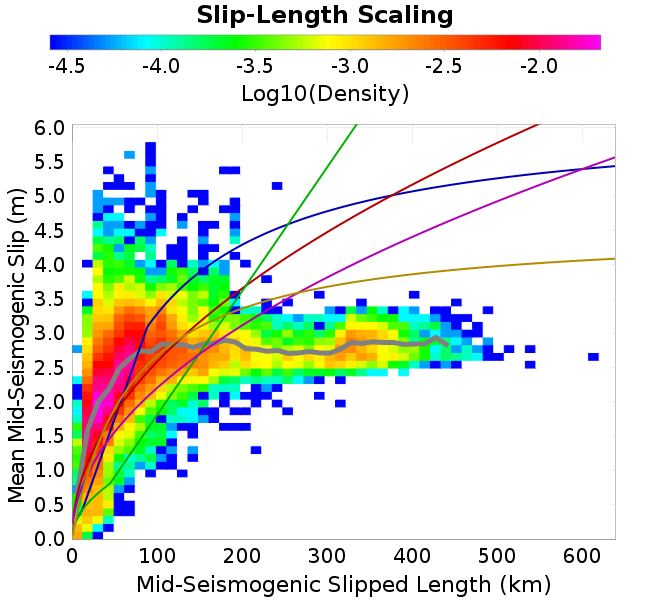 Slip-Length Scaling
-4.5 -4.0 -3.5 -3.0 -2.5 -2.0
Log10(Density)
6.0
5.5
5.0
4.5
4.0
3.5
3.0
2.5
2.0
1.5
1.0
0.5
0.0
Mean Mid-Seismogenic Slip (m)
0 100 200 300 400 500 600
Mid-Seismogenic Slipped Length (km)